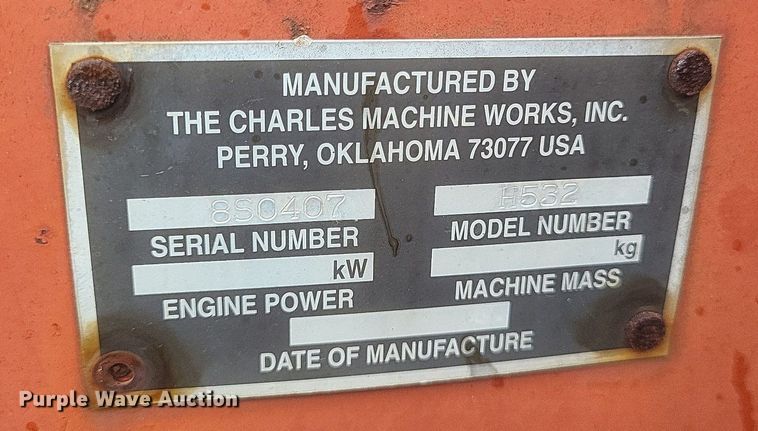 MANUFACTURED BY
THE CHARLES MACHINE WORKS, INC.
PERRY, OKLAHOMA 73077 USA
8S0407 H532
SERIAL NUMBER MODEL NUMBER
kW kg
ENGINE POWER MACHINE MASS
DATE OF MANUFACTURE
Purple Wave Auction